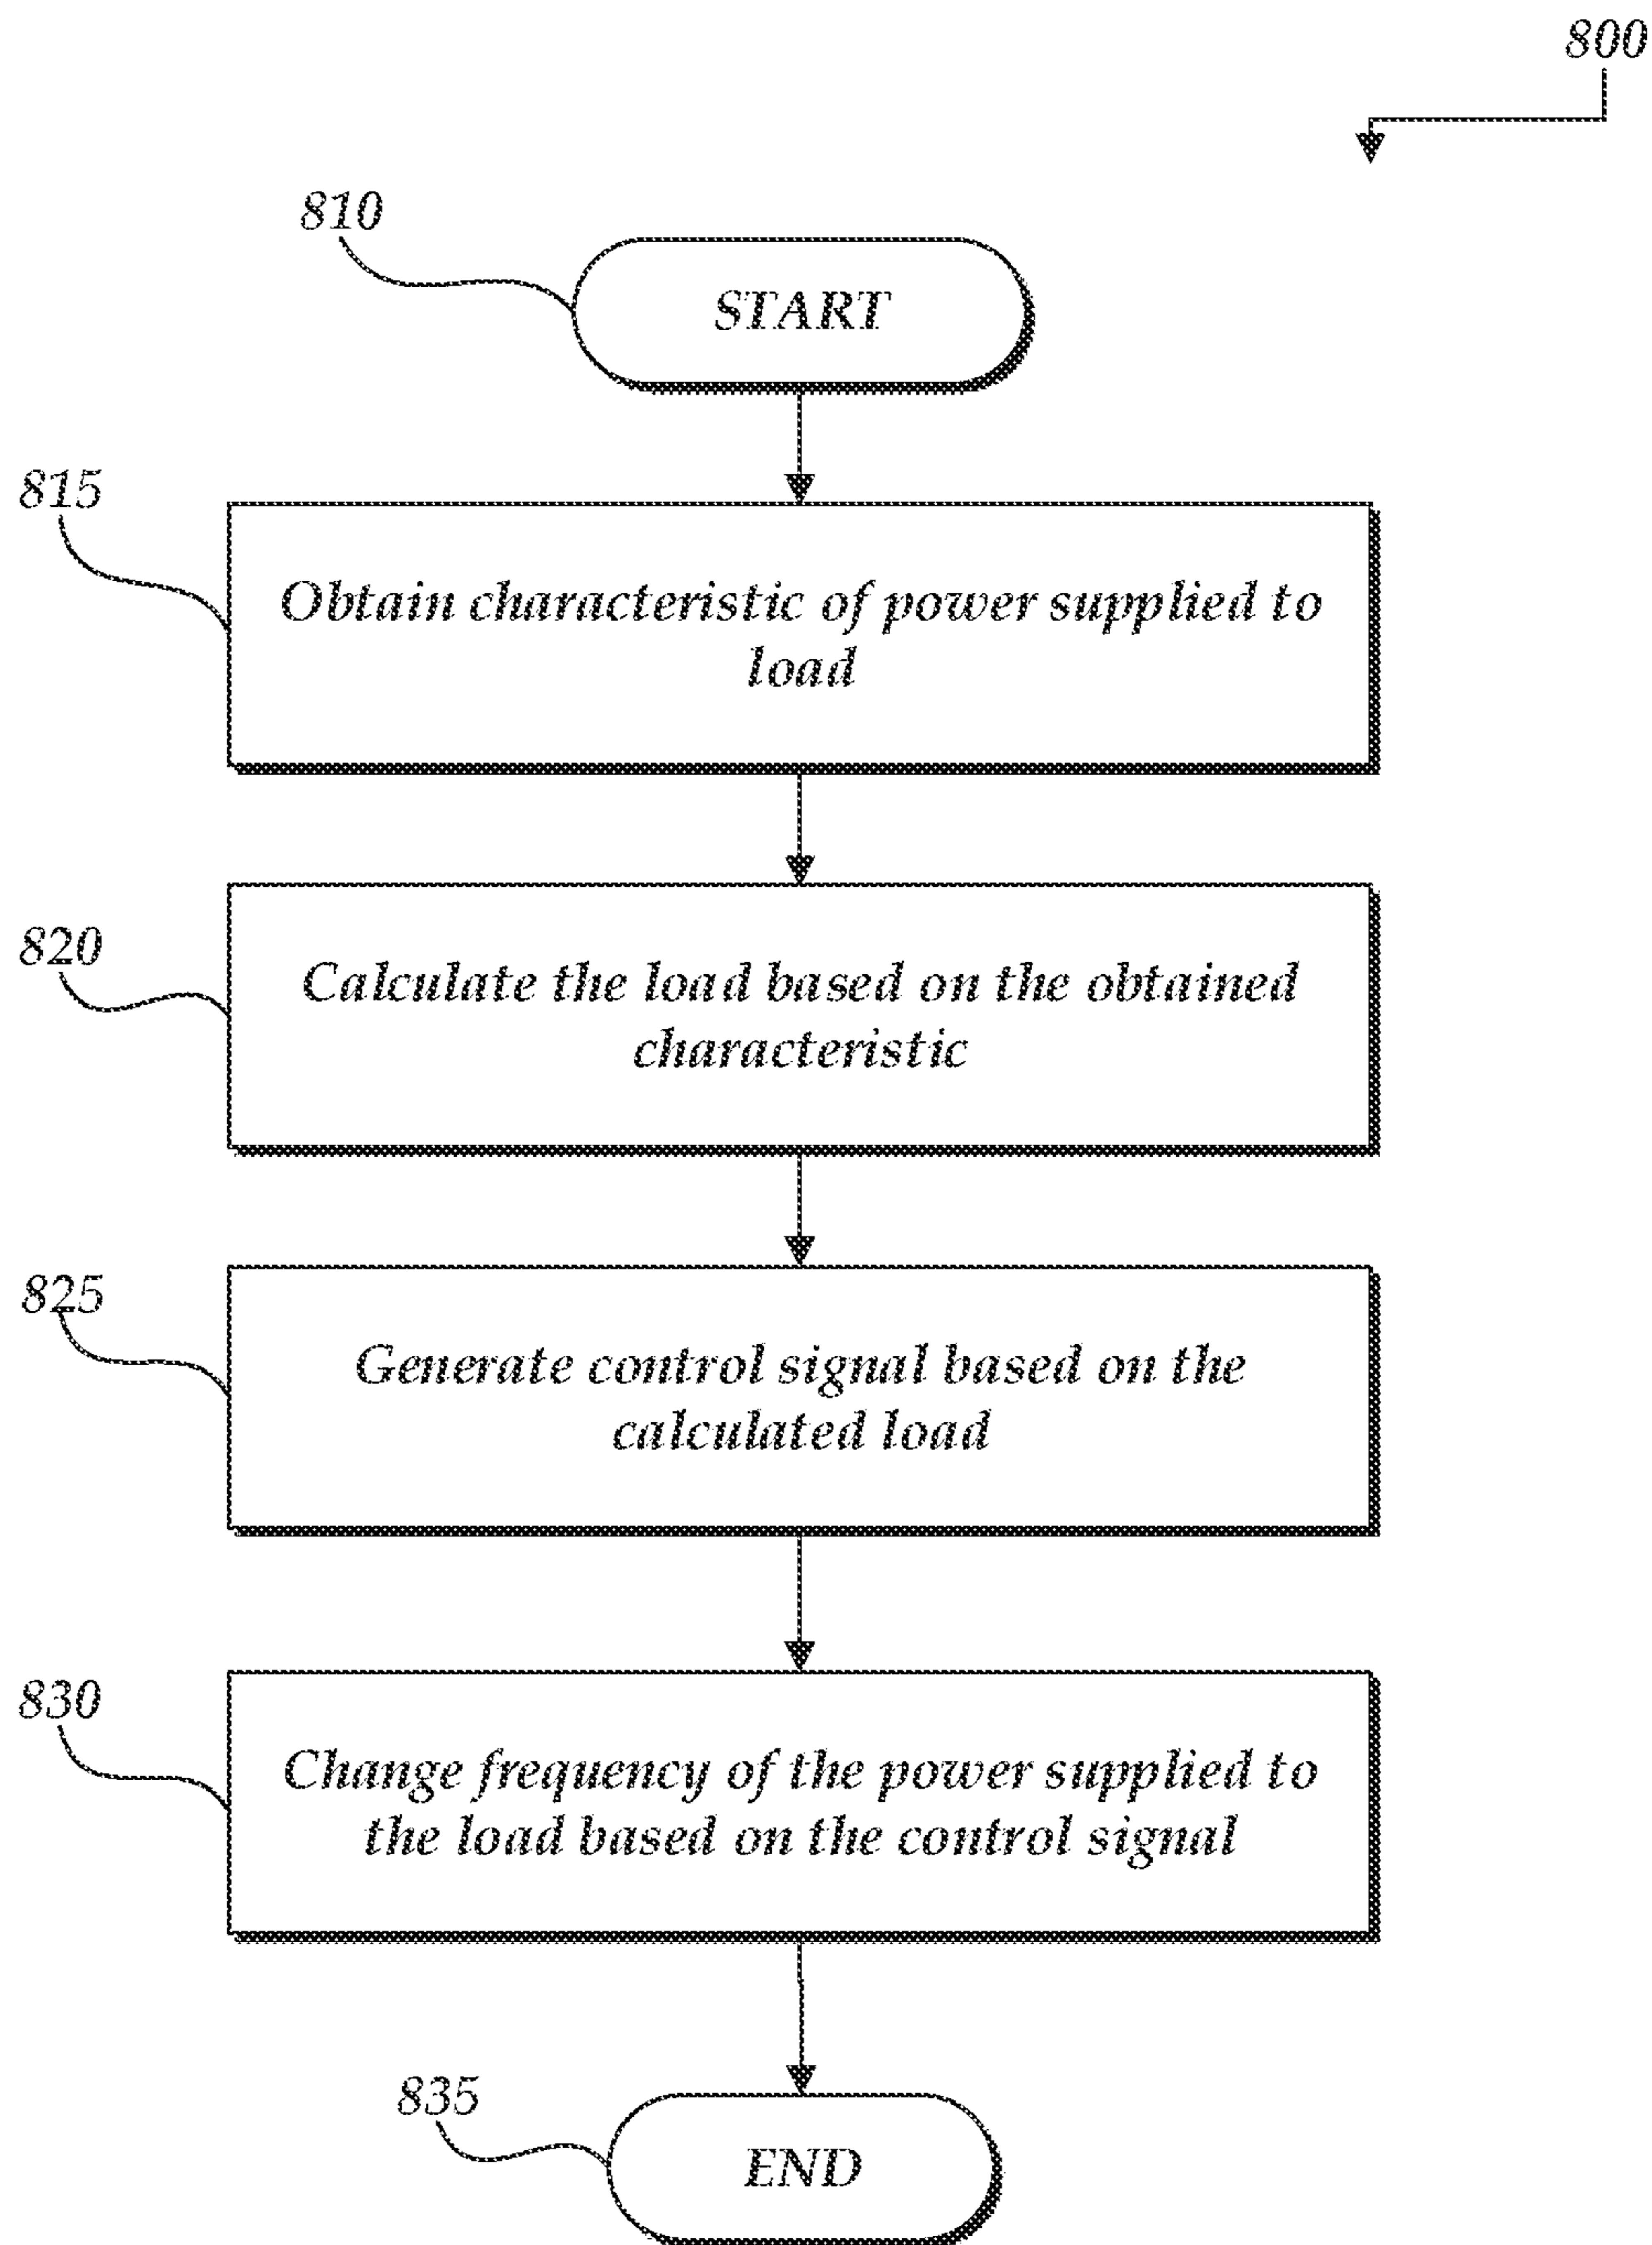 800
810
START
815
Obtain characteristic of power supplied to
load
820
Calculate the load based on the obtained
characteristic
825
Generate control signal based on the
calculated load
830
Change frequency of the power supplied to
the load based on the control signal
835
END